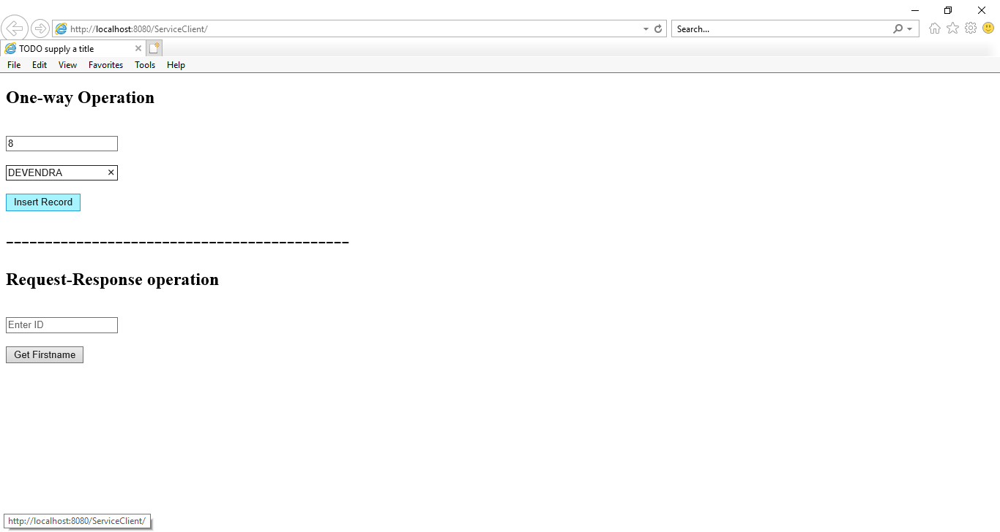 http://localhost:8080/ServiceClient/
Search...
TODO supply a title
File Edit View Favorites Tools Help
One-way Operation
8
DEVENDRA
Insert Record
--------------------------------------------
Request-Response operation
Enter ID
Get Firstname
http://localhost:8080/ServiceClient/